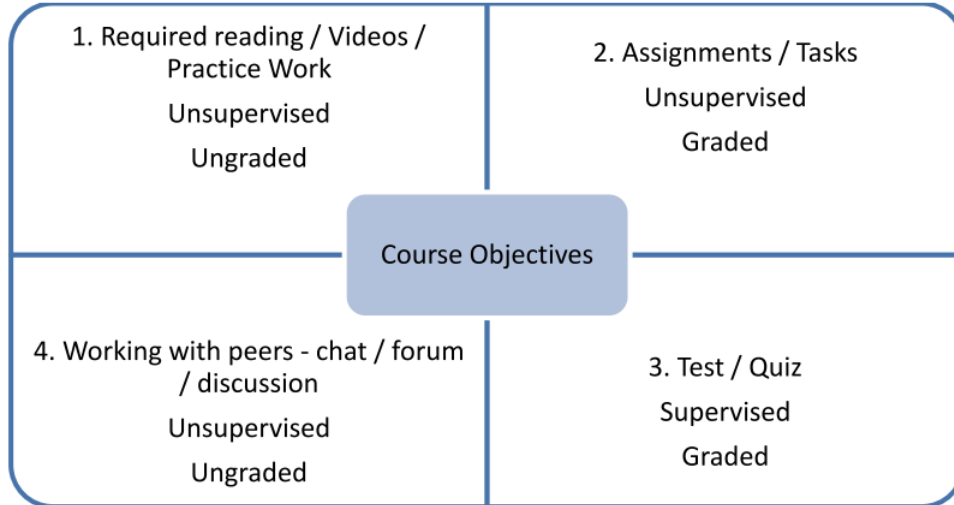 1. Required reading / Videos /
Practice Work
Unsupervised
Ungraded
2. Assignments / Tasks
Unsupervised
Graded
Course Objectives
4. Working with peers - chat / forum
/ discussion
Unsupervised
Ungraded
3. Test / Quiz
Supervised
Graded